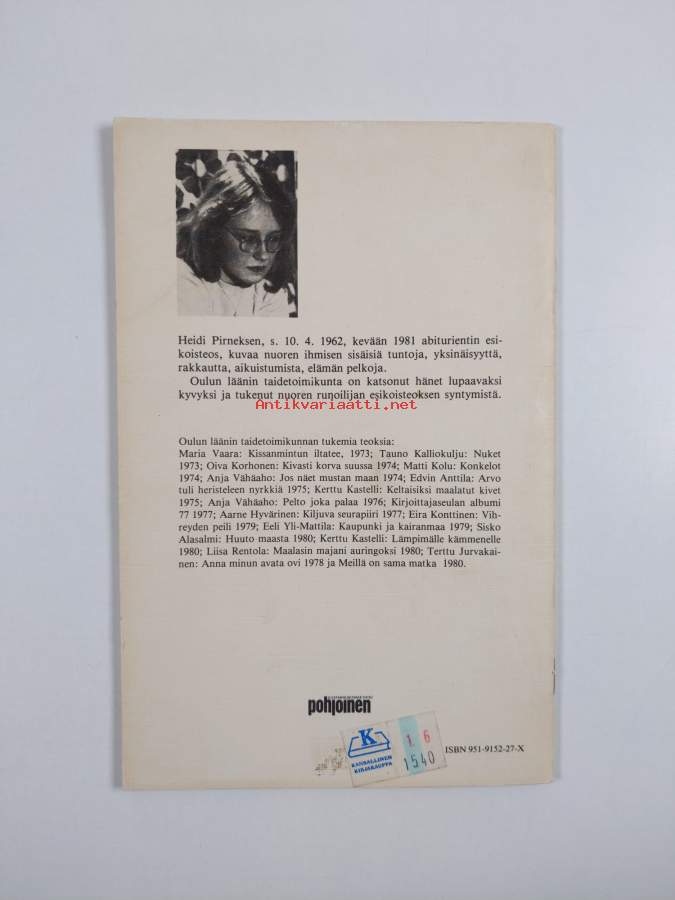 Heidi Pirneksen, s. 10. 4. 1962, kevään 1981 abiturientin esi-
koisteos, kuvaa nuoren ihmisen sisäisiä tuntoja, yksinäisyyttä,
rakkautta, aikuistumista, elämän pelkoja.
Oulun läänin taidetoimikunta on katsonut hänet lupaavaksi
kyvyksi ja tukenut nuoren runoilijan esikoisteoksen syntymistä.
Antikvariaatti.net
Oulun läänin taidetoimikunnan tukemia teoksia:
Maria Vaara: Kissanmintun iltatee, 1973; Tauno Kalliokulju: Nuket
1973; Oiva Korhonen: Kivasti korva suussa 1974; Matti Kolu: Konkelot
1974; Anja Vähäaho: Jos näet mustan maan 1974; Edvin Anttila: Arvo
tuli heristeleen nyrkkiä 1975; Kerttu Kastelli: Keltaisiksi maalatut kivet
1975; Anja Vähäaho: Pelto joka palaa 1976; Kirjoittajaseulan albumi
77 1977; Aarne Hyvärinen: Kiljuva seurapiiri 1977; Eira Konttinen: Vih-
reyden peili 1979; Eeli Yli-Mattila: Kaupunki ja kairanmaa 1979; Sisko
Alasalmi: Huuto maasta 1980; Kerttu Kastelli: Lämpimälle kämmenelle
1980; Liisa Rentola: Maalasin majani auringoksi 1980; Terttu Jurvakai-
nen: Anna minun avata ovi 1978 ja Meillä on sama matka 1980.
pohjoinen
K
KANSALLINEN
KIRJAKAUPPA
1 6
1540
ISBN 951-9152-27-X